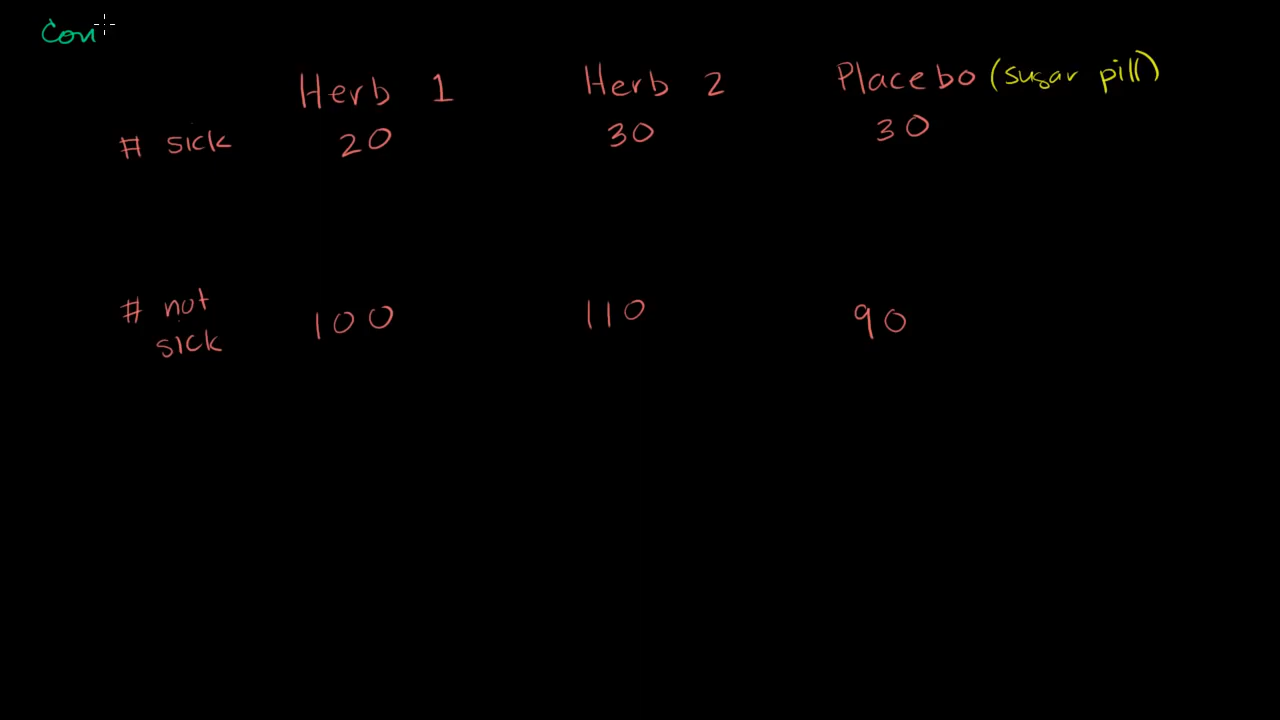 Con
Herb 1 Herb 2 Placebo (sugar pill)
# sick 20 30 30
# not sick 100 110 90